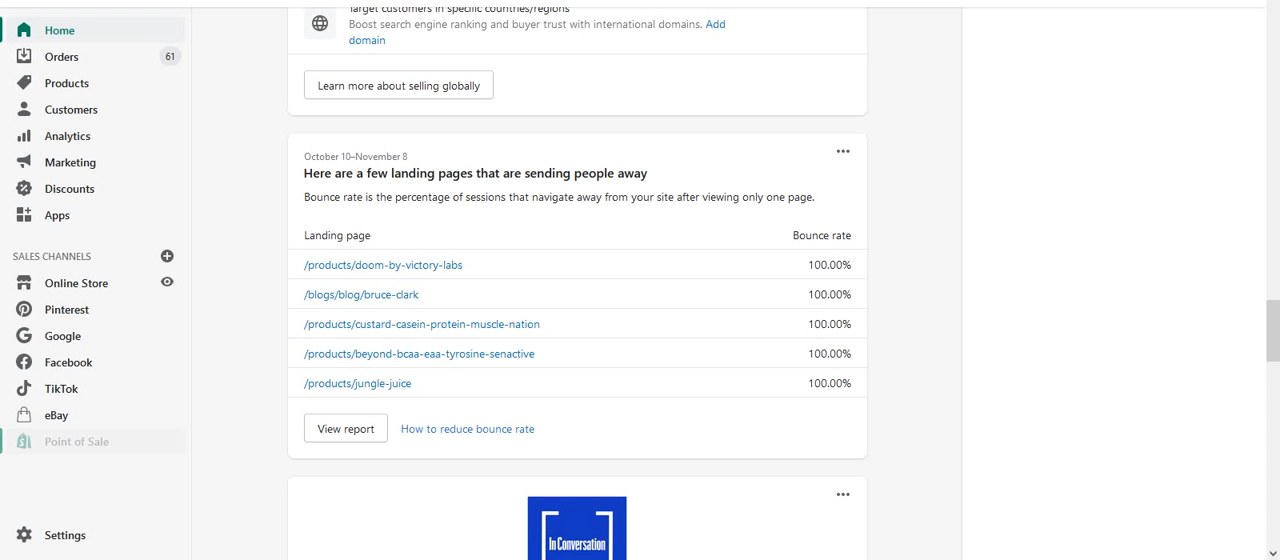 Home
Orders 61
Products
Customers
Analytics
Marketing
Discounts
Apps
SALES CHANNELS
Online Store
Pinterest
Google
Facebook
TikTok
eBay
Point of Sale
Settings
Target customers in specific countries/regions
Boost search engine ranking and buyer trust with international domains. Add
domain
Learn more about selling globally
October 10–November 8
Here are a few landing pages that are sending people away
Bounce rate is the percentage of sessions that navigate away from your site after viewing only one page.
Landing page Bounce rate
/products/doom-by-victory-labs 100.00%
/blogs/blog/bruce-clark 100.00%
/products/custard-casein-protein-muscle-nation 100.00%
/products/beyond-bcaa-eaa-tyrosine-senactive 100.00%
/products/jungle-juice 100.00%
View report How to reduce bounce rate
In Conversation